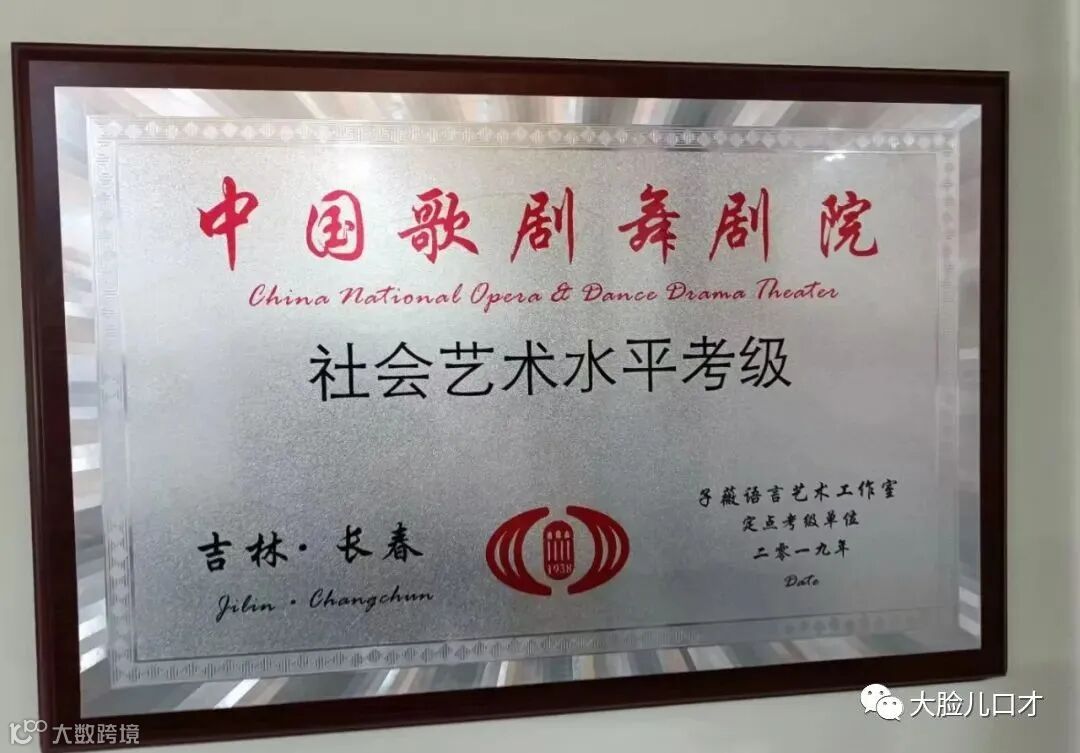 中国歌剧舞剧院
China National Opera & Dance Drama Theater
社会艺术水平考级
吉林·长春
Jilin · Changchun
1938
子薇语言艺术工作室
定点考级单位
二零一九年
Date
大脸儿口才
大数跨境